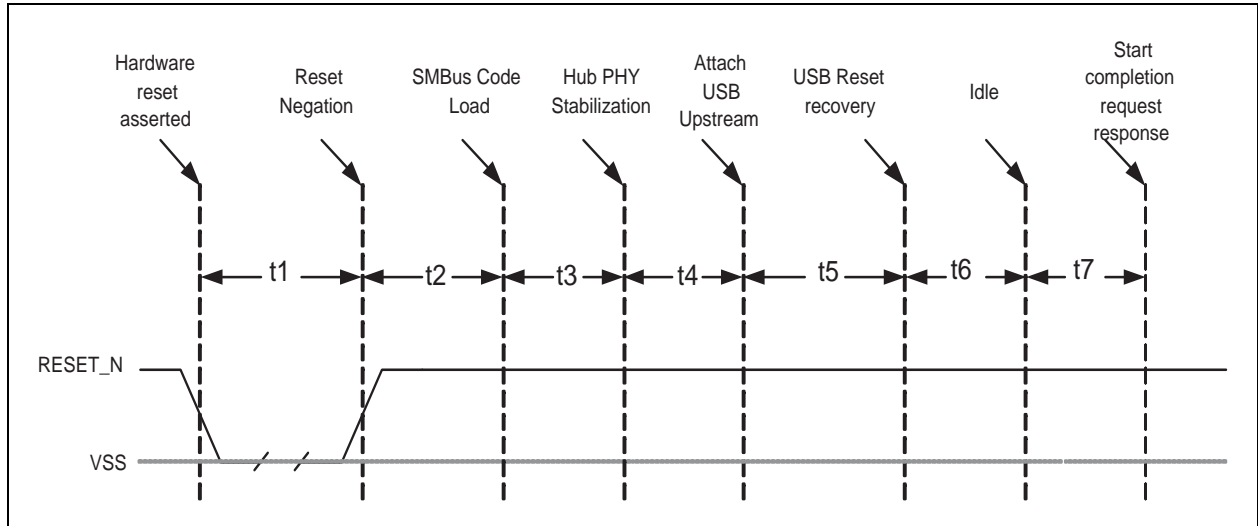 Hardware
reset
asserted
Reset
Negation
SMBus Code
Load
Hub PHY
Stabilization
Attach
USB
Upstream
USB Reset
recovery
Idle
Start
completion
request
response
t1
t2
t3
t4
t5
t6
t7
RESET_N
VSS